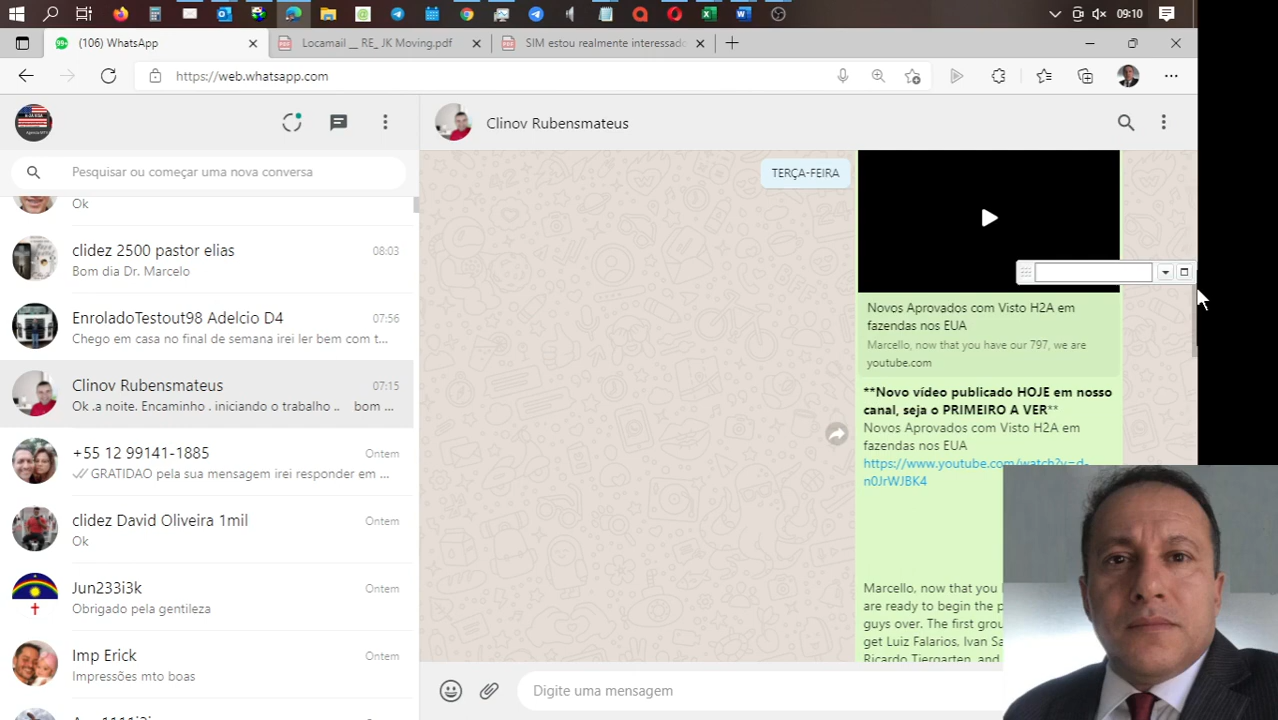 09:10
99+
(106) WhatsApp
Locamail __ RE_ JK Moving.pdf
SIM estou realmente interessado
https://web.whatsapp.com
Clinov Rubensmateus
Pesquisar ou começar uma nova conversa
Ok
clidez 2500 pastor elias
08:03
Bom dia Dr. Marcelo
EnroladoTestout98 Adelcio D4
07:56
Chego em casa no final de semana irei ler bem com t...
Clinov Rubensmateus
07:15
Ok .a noite. Encaminho . iniciando o trabalho .. bom ...
+55 12 99141-1885
Ontem
GRATIDAO pela sua mensagem irei responder em ...
clidez David Oliveira 1mil
Ontem
Ok
Jun233i3k
Ontem
Obrigado pela gentileza
Imp Erick
Ontem
Impressões mto boas
TERÇA-FEIRA
Novos Aprovados com Visto H2A em
fazendas nos EUA
Marcello, now that you have our 797, we are
youtube.com
**Novo vídeo publicado HOJE em nosso
canal, seja o PRIMEIRO A VER**
Novos Aprovados com Visto H2A em
fazendas nos EUA
https://www.youtube.com/watch?v=d-
n0JrWJBK4
Marcello, now that you
are ready to begin the p
guys over. The first grou
get Luiz Falarios, Ivan Sa
Ricardo Tiergarten, and
Digite uma mensagem